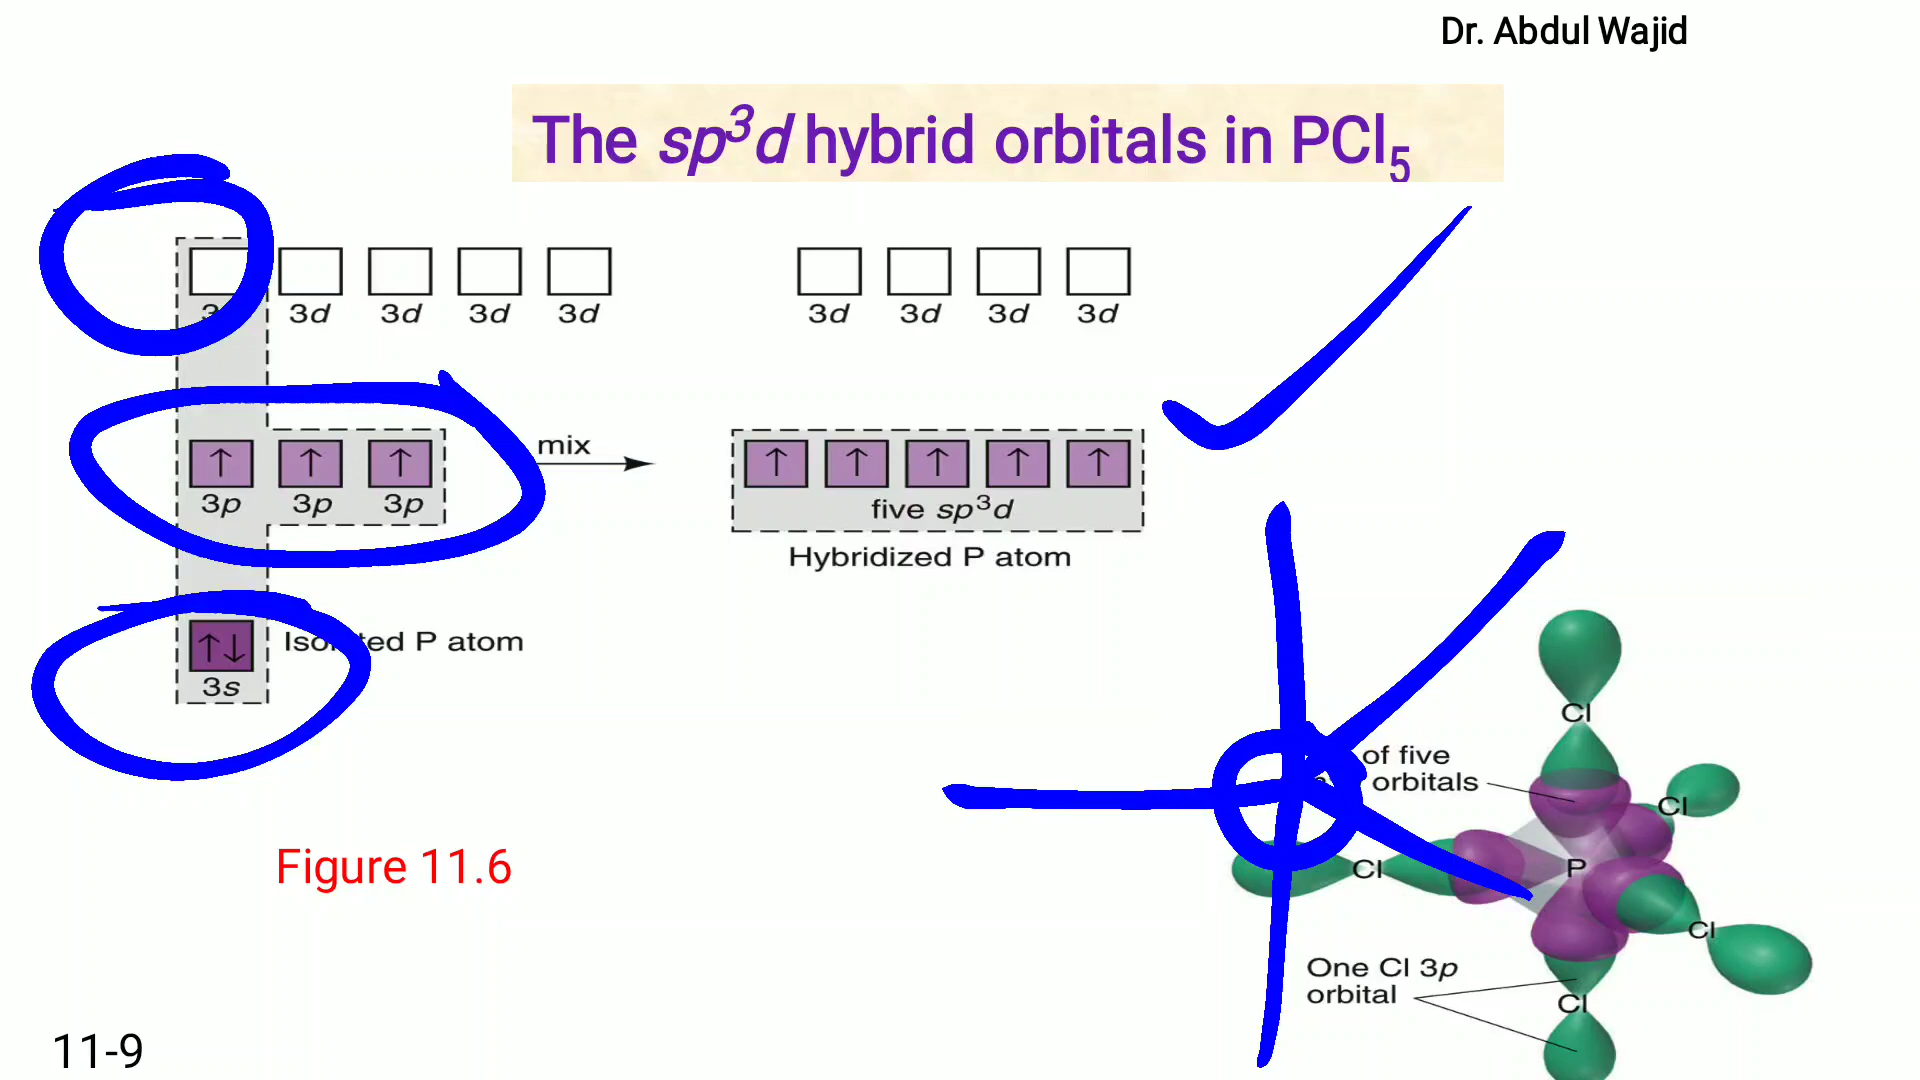 Dr. Abdul Wajid
The sp³d hybrid orbitals in PCl₅
3d 3d 3d 3d
3d 3d 3d 3d
mix
3p 3p 3p
five sp³d
Hybridized P atom
P atom
3s
of five
orbitals
Cl
Cl
Cl
P
Cl
Figure 11.6
One Cl 3p
orbital
Cl
11-9